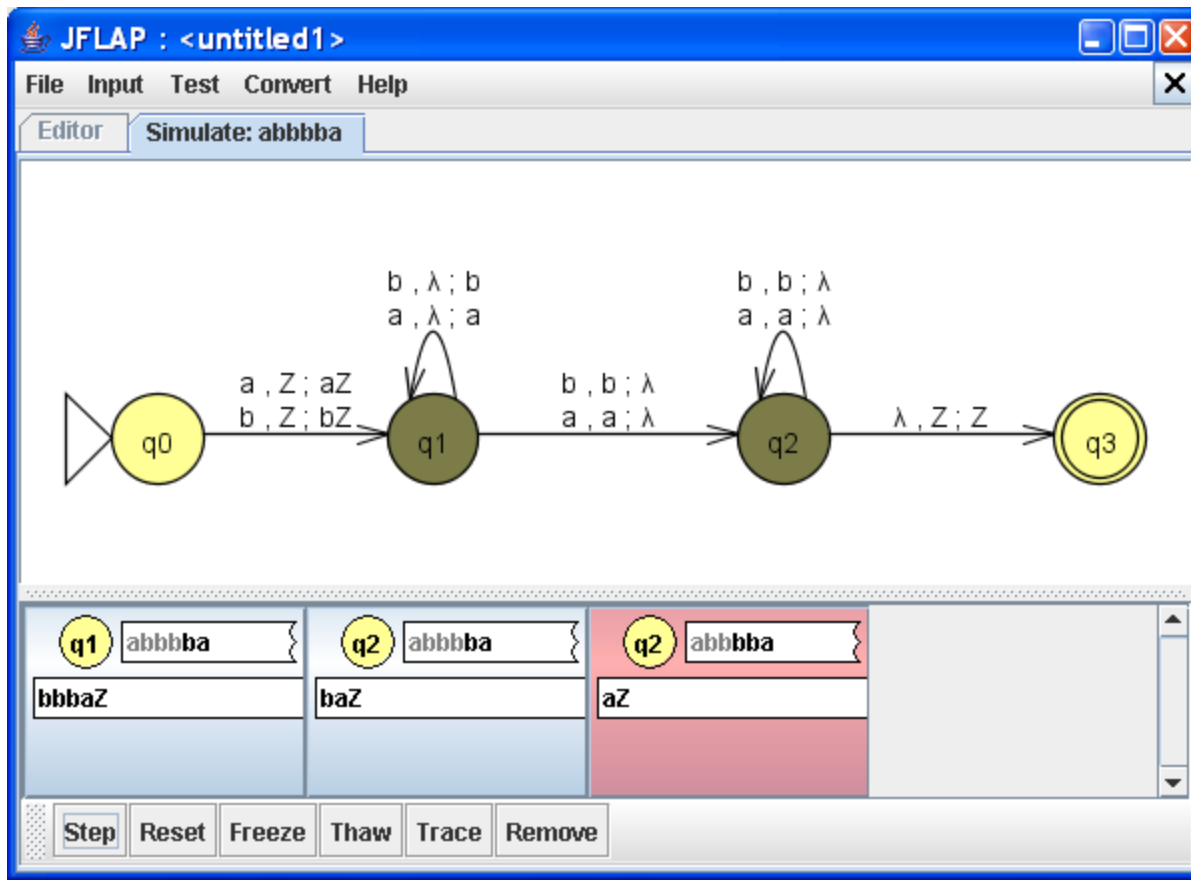 JFLAP : <untitled1>
File Input Test Convert Help
Editor Simulate: abbbba
b , λ ; b
a , λ ; a
b , b ; λ
a , a ; λ
a , Z ; aZ
b , Z ; bZ
b , b ; λ
a , a ; λ
λ , Z ; Z
q0 q1 q2 q3
q1 abbbba q2 abbbba q2 abbbba
bbbaZ baZ aZ
Step Reset Freeze Thaw Trace Remove